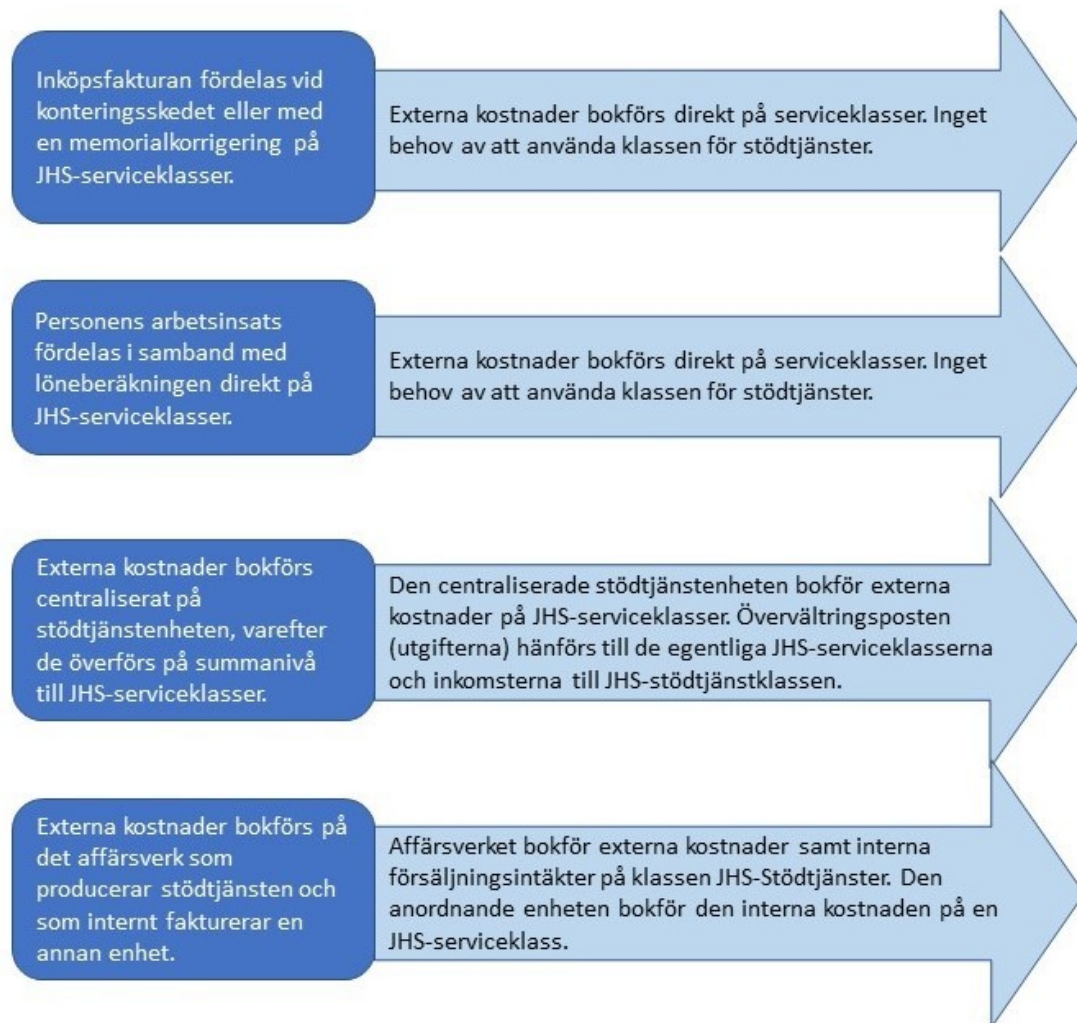 Inköpsfakturan fördelas vid
konteringsskedet eller med
en memorialkorrigering på
JHS-serviceklasser.
Externa kostnader bokförs direkt på serviceklasser. Inget
behov av att använda klassen för stödtjänster.
Personens arbetsinsats
fördelas i samband med
löneberäkningen direkt på
JHS-serviceklasser.
Externa kostnader bokförs direkt på serviceklasser. Inget
behov av att använda klassen för stödtjänster.
Externa kostnader bokförs
centraliserat på
stödtjänstenheten, varefter
de överförs på summanivå
till JHS-serviceklasser.
Den centraliserade stödtjänstenheten bokför externa
kostnader på JHS-serviceklasser. Övervältringsposten
(utgifterna) hänförs till de egentliga JHS-serviceklasserna
och inkomsterna till JHS-stödtjänstklassen.
Externa kostnader bokförs på
det affärsverk som
producerar stödtjänsten och
som internt fakturerar en
annan enhet.
Affärsverket bokför externa kostnader samt interna
försäljningsintäkter på klassen JHS-Stödtjänster. Den
anordnande enheten bokför den interna kostnaden på en
JHS-serviceklass.